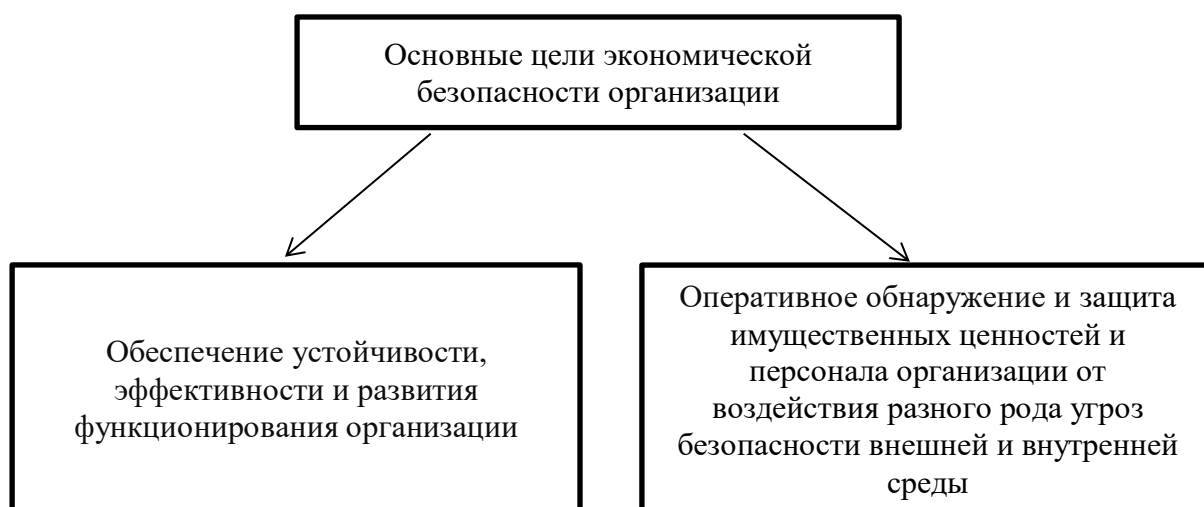 Основные цели экономической
безопасности организации
Обеспечение устойчивости,
эффективности и развития
функционирования организации
Оперативное обнаружение и защита
имущественных ценностей и
персонала организации от
воздействия разного рода угроз
безопасности внешней и внутренней
среды